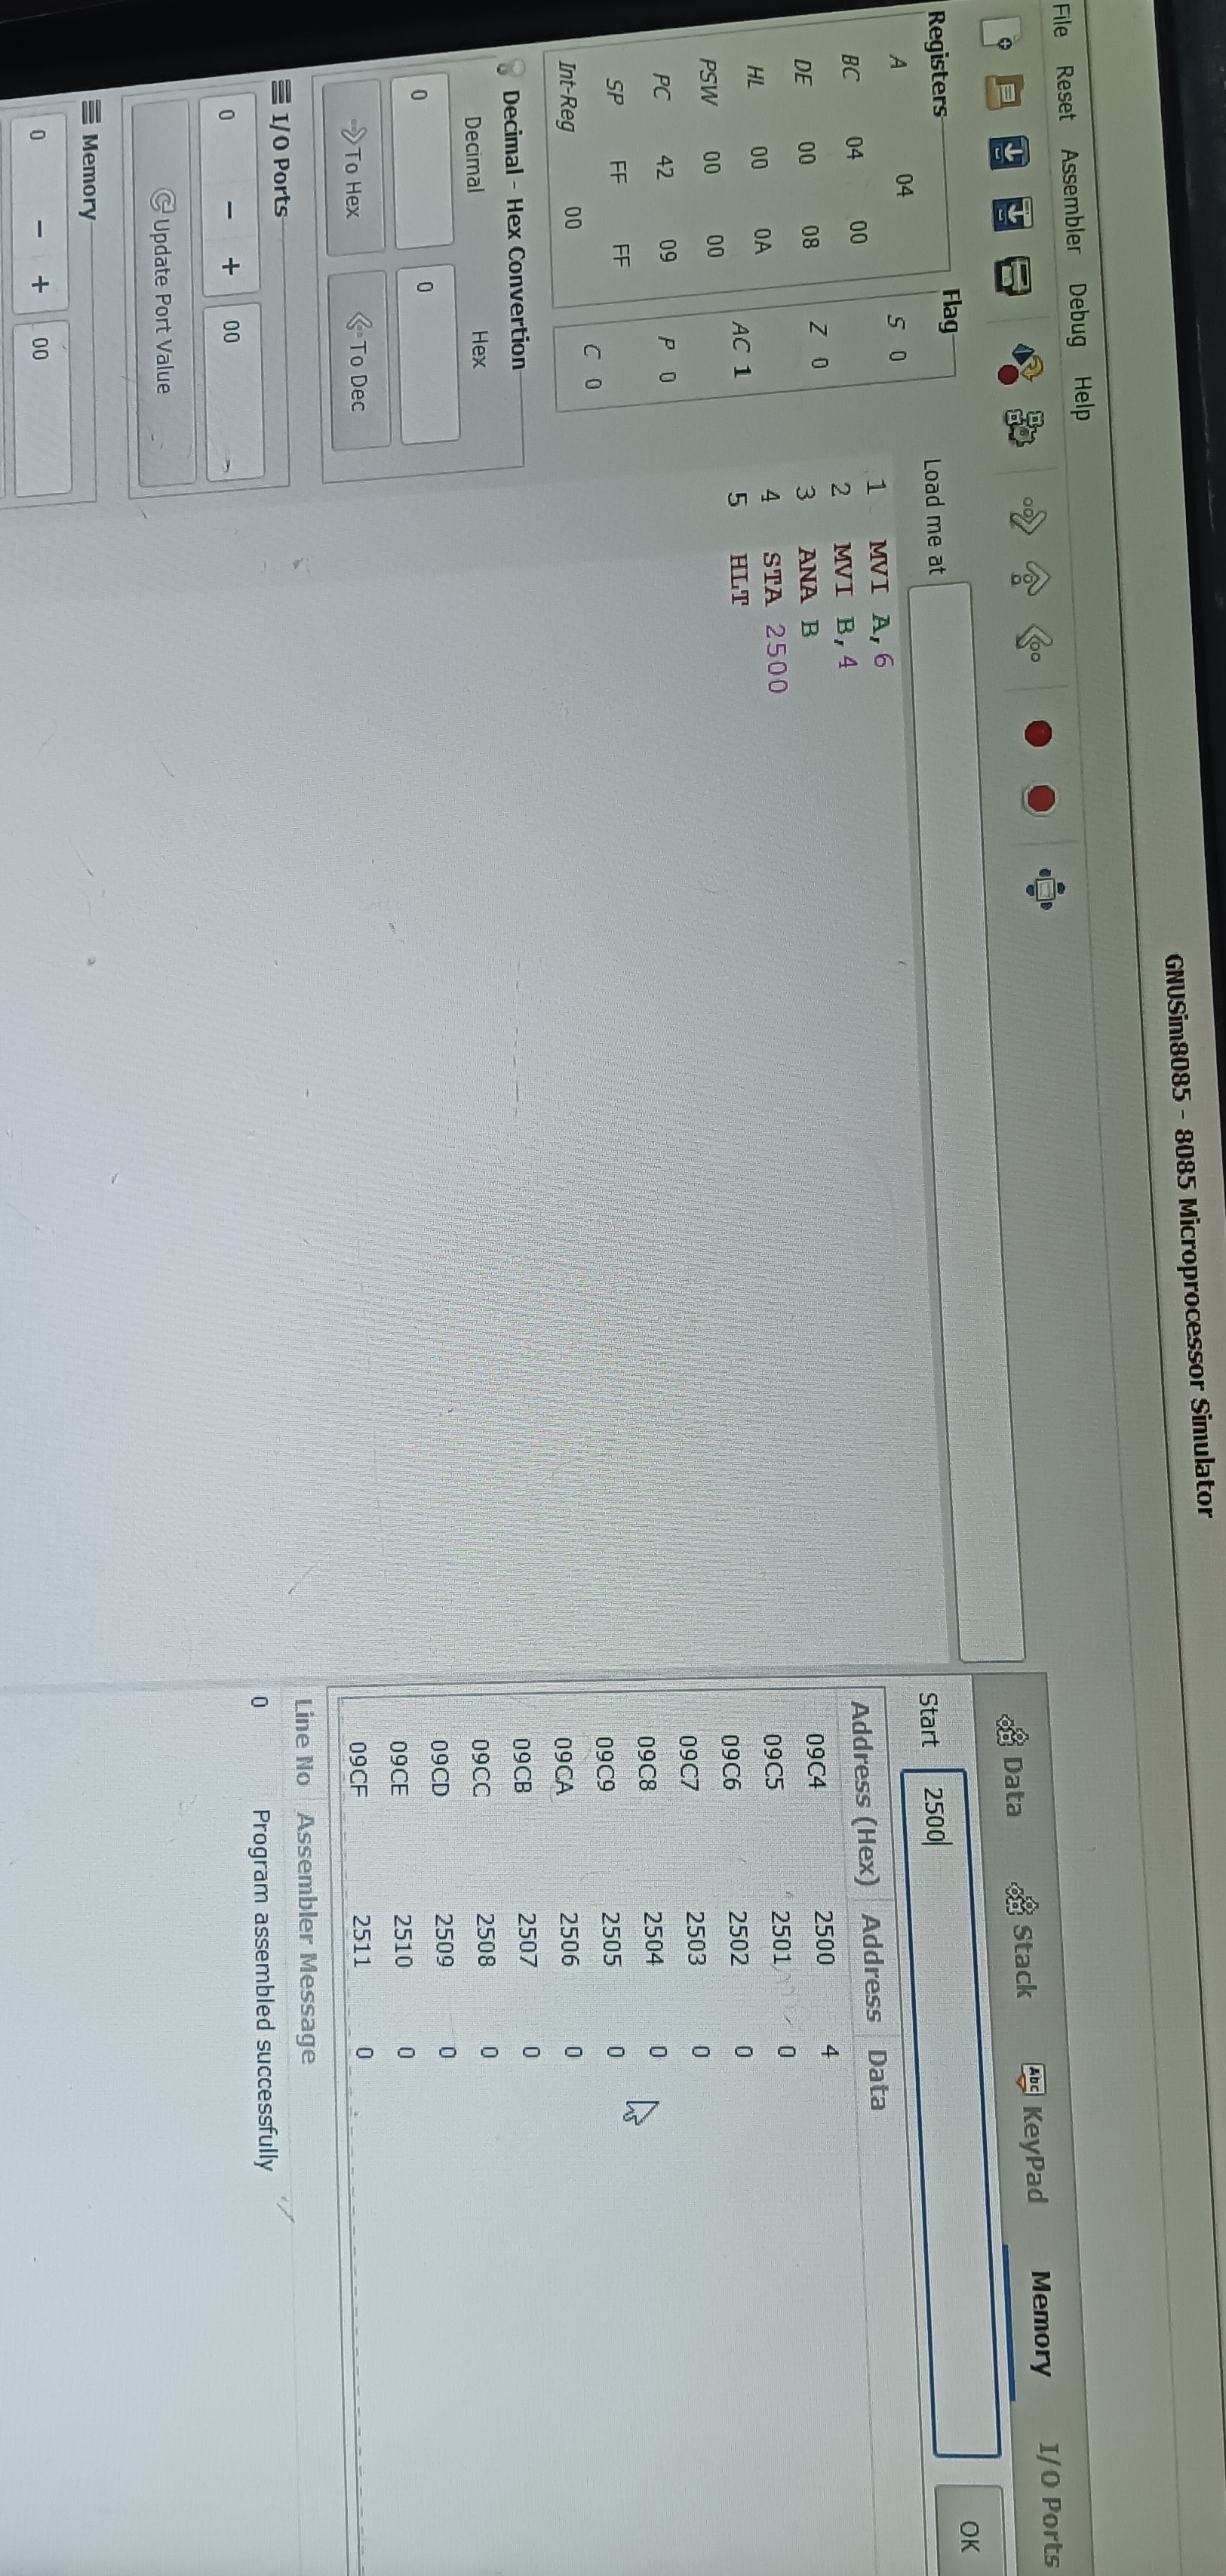 GNUSim8085 - 8085 Microprocessor Simulator
File Reset Assembler Debug Help
Registers
A 04
BC 04 00
DE 00 08
HL 00 0A
PSW 00 00
PC 42 09
SP FF FF
Int-Reg 00
Flag
S 0
Z 0
AC 1
P 0
C 0
Decimal - Hex Convertion
Decimal Hex
0 0
To Hex To Dec
I/O Ports
0 - + 00
Update Port Value
Memory
0 - + 00
Load me at
1 MVI A,6
2 MVI B,4
3 ANA B
4 STA 2500
5 HLT
Data Stack Abc KeyPad Memory I/O Ports
Start 2500 OK
Address (Hex) Address Data
09C4 2500 4
09C5 2501 0
09C6 2502 0
09C7 2503 0
09C8 2504 0
09C9 2505 0
09CA 2506 0
09CB 2507 0
09CC 2508 0
09CD 2509 0
09CE 2510 0
09CF 2511 0
Line No Assembler Message
0 Program assembled successfully